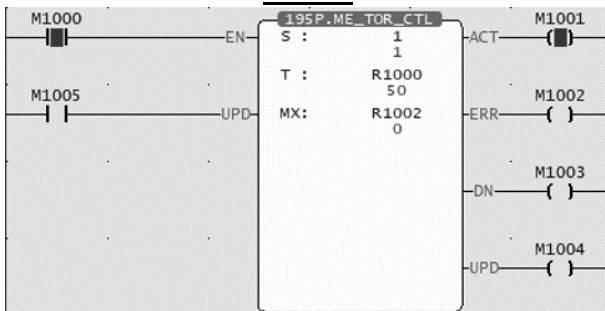 M1000 195P.ME_TOR_CTL M1001
EN S : 1 ACT
1
T : R1000
50
M1005 M1002
UPD MX: R1002 ERR
0
M1003
DN
M1004
UPD